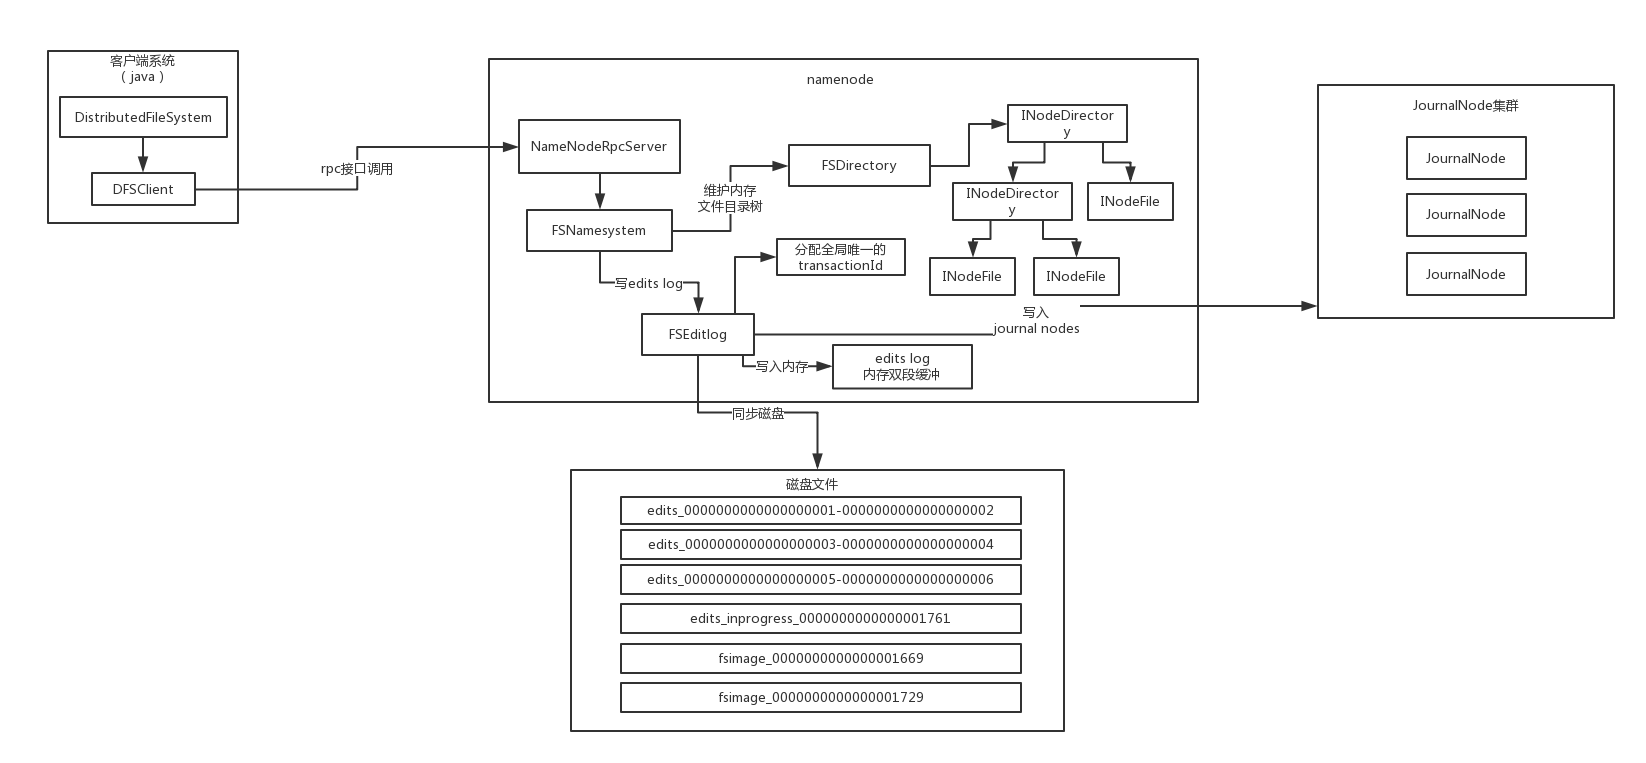 客户端系统
（ java ）
DistributedFileSystem
DFSClient
rpc接口调用
namenode
NameNodeRpcServer
FSNamesystem
维护内存
文件目录树
FSDirectory
INodeDirector
y
INodeDirector
y
INodeFile
INodeFile
INodeFile
写edits log
分配全局唯一的
transactionId
FSEditlog
写入
journal nodes
写入内存
edits log
内存双段缓冲
同步磁盘
JournalNode集群
JournalNode
JournalNode
JournalNode
磁盘文件
edits_0000000000000000001-0000000000000000002
edits_0000000000000000003-0000000000000000004
edits_0000000000000000005-0000000000000000006
edits_inprogress_0000000000000001761
fsimage_0000000000000001669
fsimage_0000000000000001729